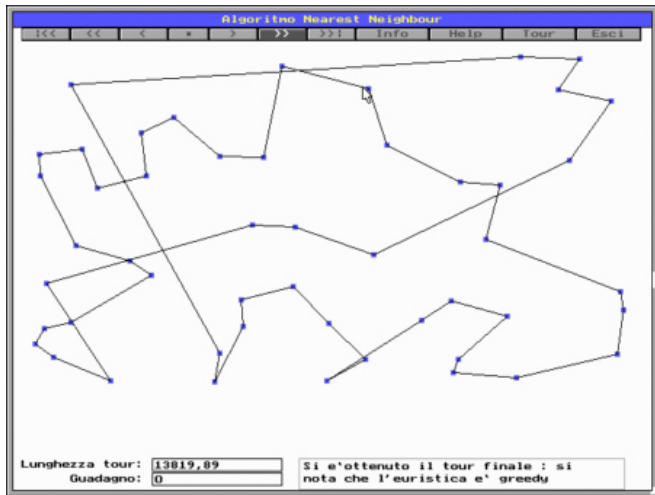 Algoritmo Nearest Neighbour
|<< << < ▪ > >> >>| Info Help Tour Esci
Lunghezza tour: 13819,89
Guadagno: 0
Si e'ottenuto il tour finale : si
nota che l'euristica e' greedy